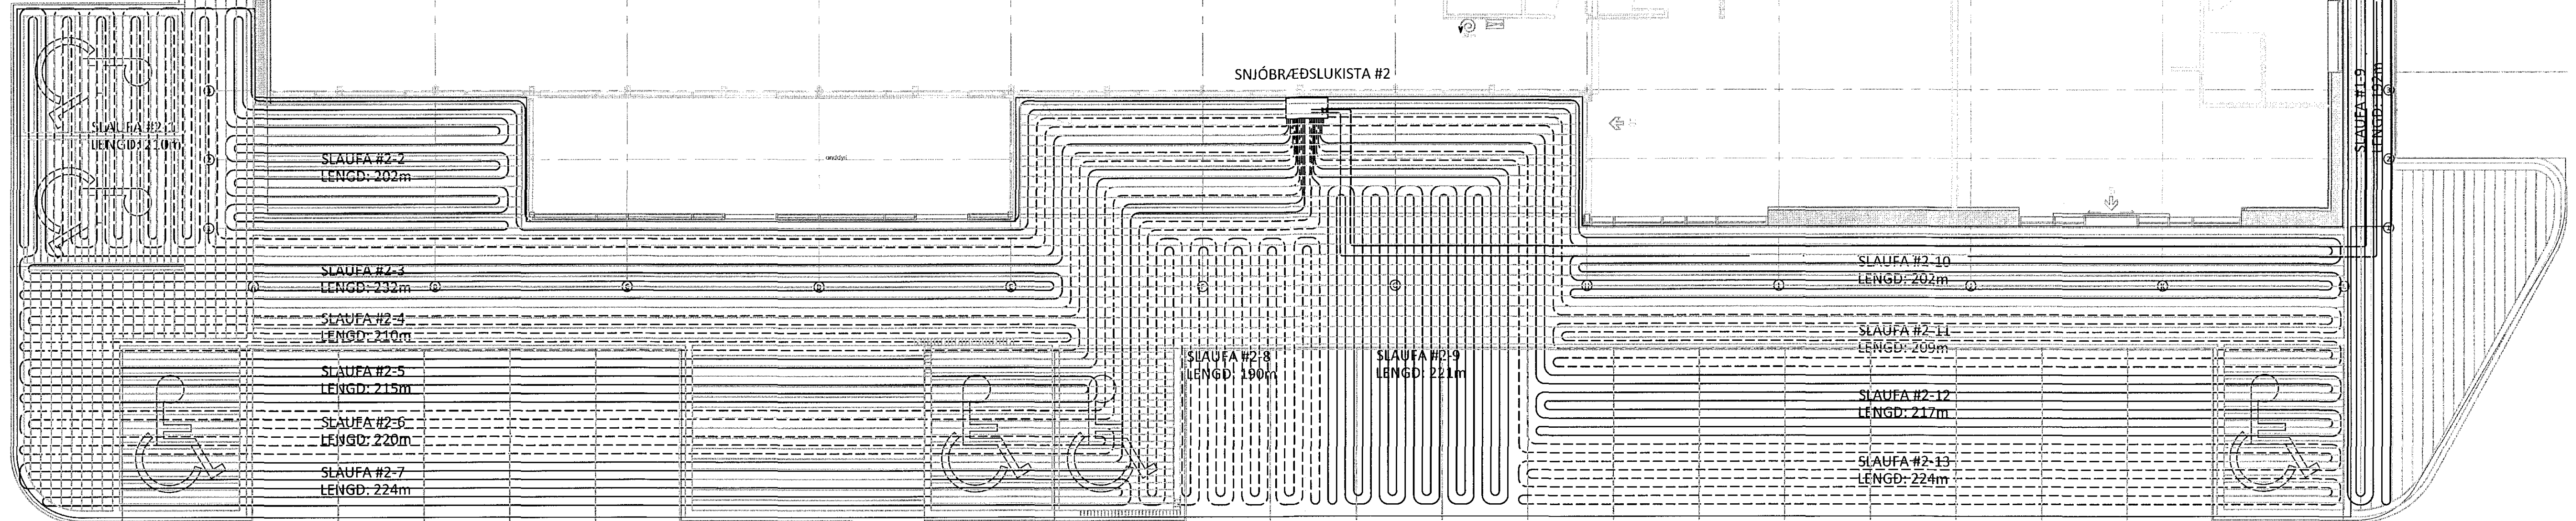 SNJÓBRÆÐSLUKISTA #2
SLAUFA #2-1
LENGD: 210m
SLAUFA #2-2
LENGD: 202m
anddyri
SLAUFA #2-3
LENGD: 232m
SLAUFA #2-4
LENGD: 210m
SLAUFA #2-5
LENGD: 215m
SLAUFA #2-6
LENGD: 220m
SLAUFA #2-7
LENGD: 224m
SLAUFA #2-8
LENGD: 190m
SLAUFA #2-9
LENGD: 221m
SLAUFA #2-10
LENGD: 202m
SLAUFA #2-11
LENGD: 209m
SLAUFA #2-12
LENGD: 217m
SLAUFA #2-13
LENGD: 224m
SLAUFA #1-9
LENGD: 192m